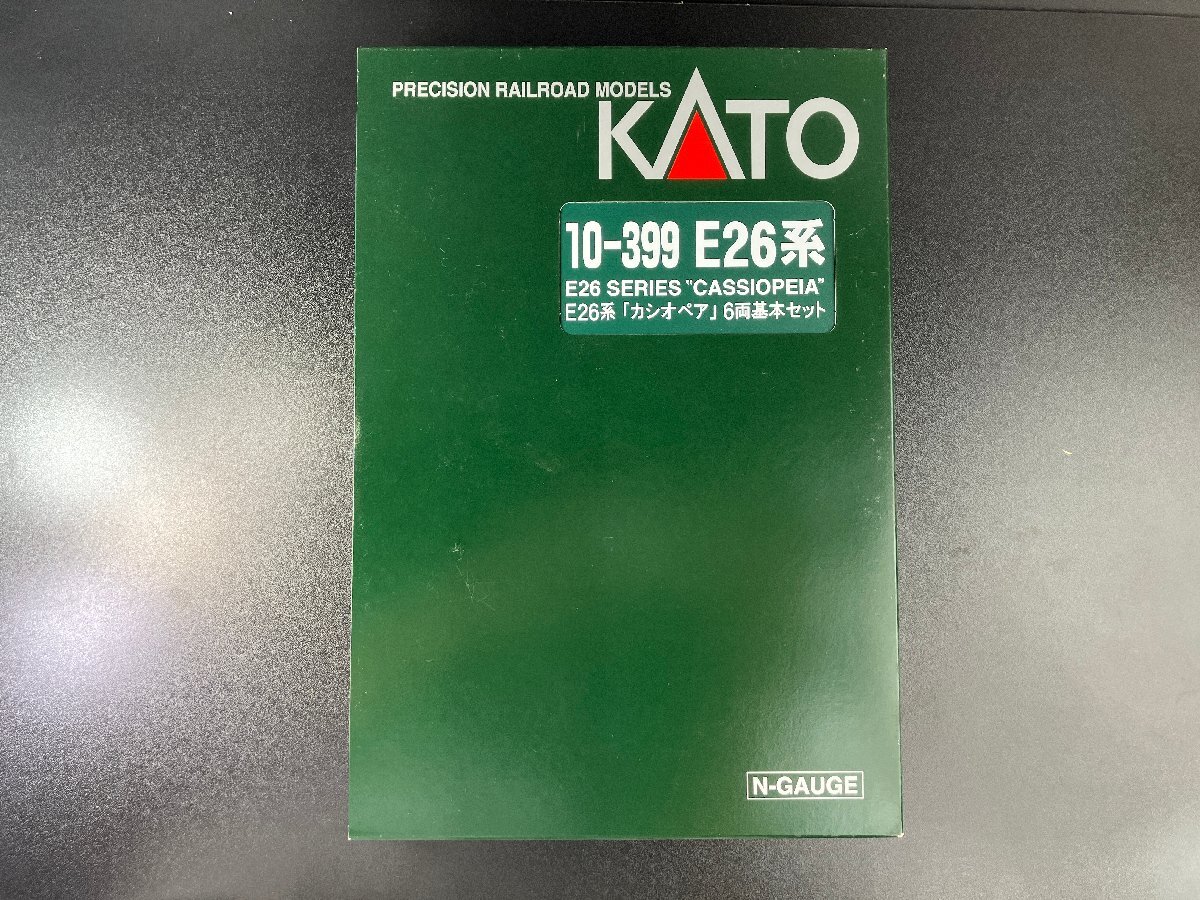 PRECISION RAILROAD MODELS
KATO
10-399 E26系
E26 SERIES "CASSIOPEIA"
E26系「カシオペア」6両基本セット
N-GAUGE